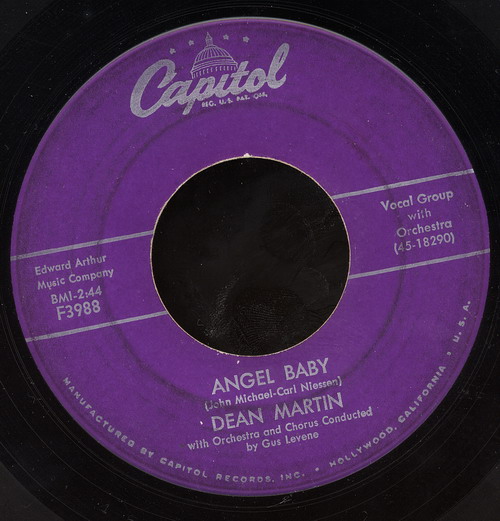 Capitol
REG. U.S. PAT. OFF.
Vocal Group
with
Orchestra
(45-18290)
Edward Arthur
Music Company
BMI-2:44
F3988
ANGEL BABY
(John Michael-Carl Niessen)
DEAN MARTIN
with Orchestra and Chorus Conducted
by Gus Levene
MANUFACTURED BY CAPITOL RECORDS, INC. • HOLLYWOOD, CALIFORNIA • U.S.A.